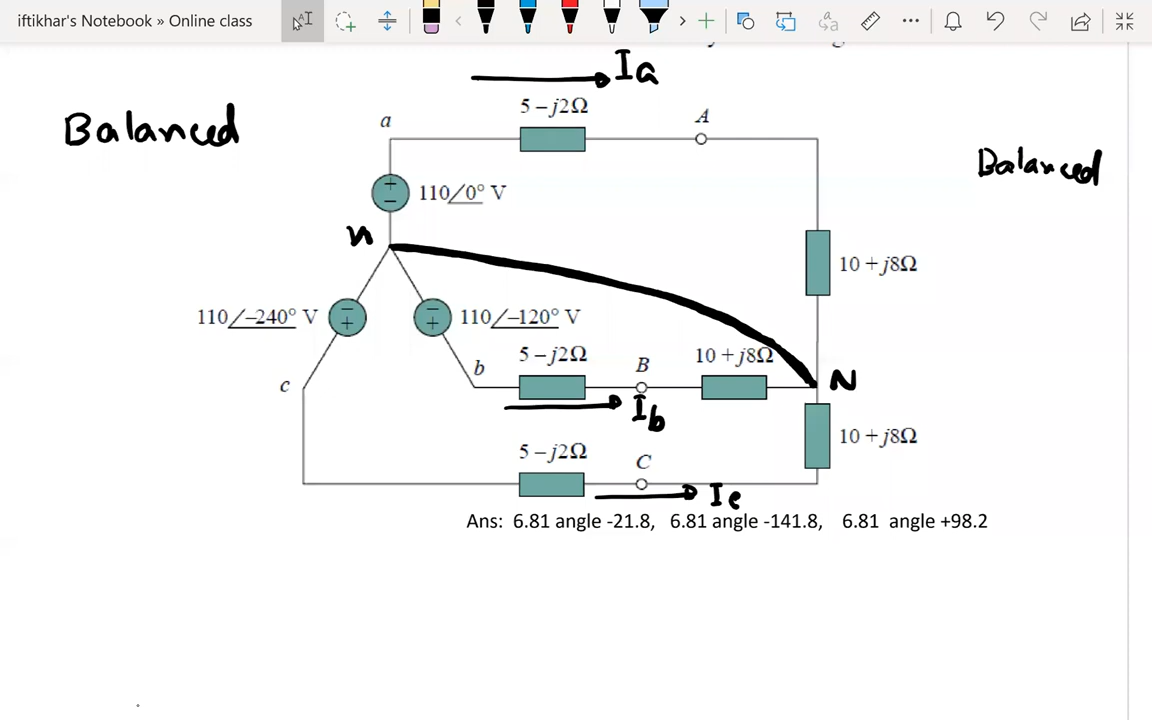 iftikhar's Notebook » Online class
Ia
5 – j2Ω
Balanced
a
A
Balanced
110/0° V
n
10 + j8Ω
110/–240° V
110/–120° V
5 – j2Ω
10 + j8Ω
b
B
c
N
Ib
10 + j8Ω
5 – j2Ω
C
Ic
Ans: 6.81 angle -21.8, 6.81 angle -141.8, 6.81 angle +98.2